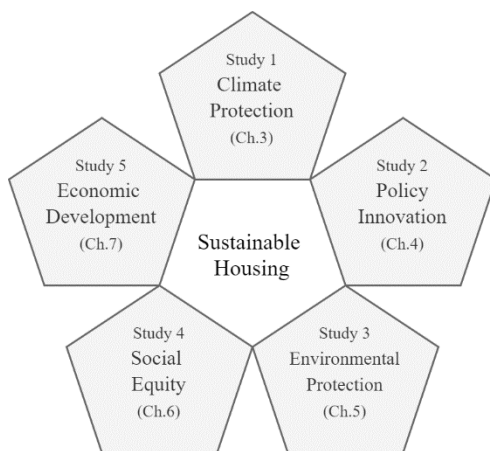 Study 1
Climate
Protection
(Ch.3)
Study 5
Economic
Development
(Ch.7)
Study 2
Policy
Innovation
(Ch.4)
Sustainable
Housing
Study 4
Social
Equity
(Ch.6)
Study 3
Environmental
Protection
(Ch.5)